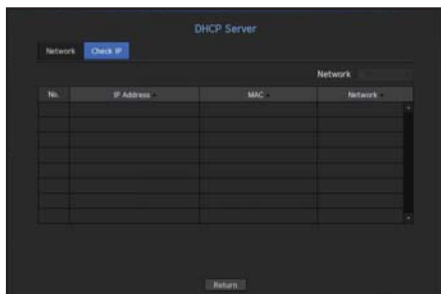 DHCP Server
Network Check IP
Network
No. IP Address MAC Network
Return